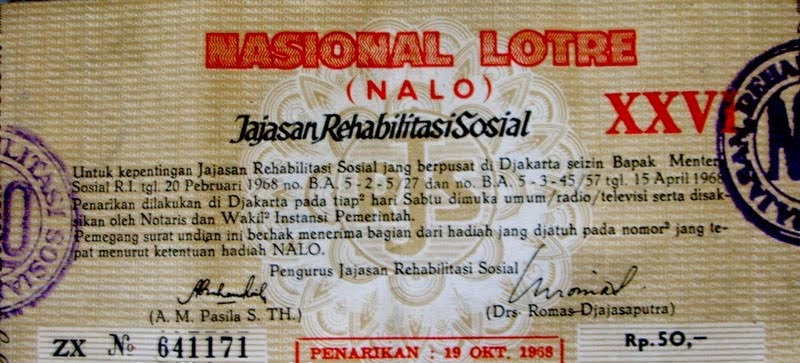 NASIONAL LOTRE
(NALO)
XXVI
Jajasan Rehabilitasi Sosial
Untuk kepentingan Jajasan Rehabilitasi Sosial jang berpusat di Djakarta seizin Bapak Menteri
Sosial R.I. tgl. 20 Pebruari 1968 no. B.A. 5 - 2 - 5 / 27 dan no. B.A. 5 - 3 - 45 / 57 tgl. 15 April 1968
Penarikan dilakukan di Djakarta pada tiap² hari Sabtu dimuka umum / radio / televisi serta disak-
sikan oleh Notaris dan Wakil² Instansi Pemerintah.
Pemegang surat undian ini berhak menerima bagian dari hadiah jang djatuh pada nomor² jang te-
pat menurut ketentuan hadiah NALO.
Pengurus Jajasan Rehabilitasi Sosial
(A. M. Pasila S. TH.) (Drs. Romas Djajasaputra)
ZX № 641171
PENARIKAN : 19 OKT. 1968
Rp. 50,—